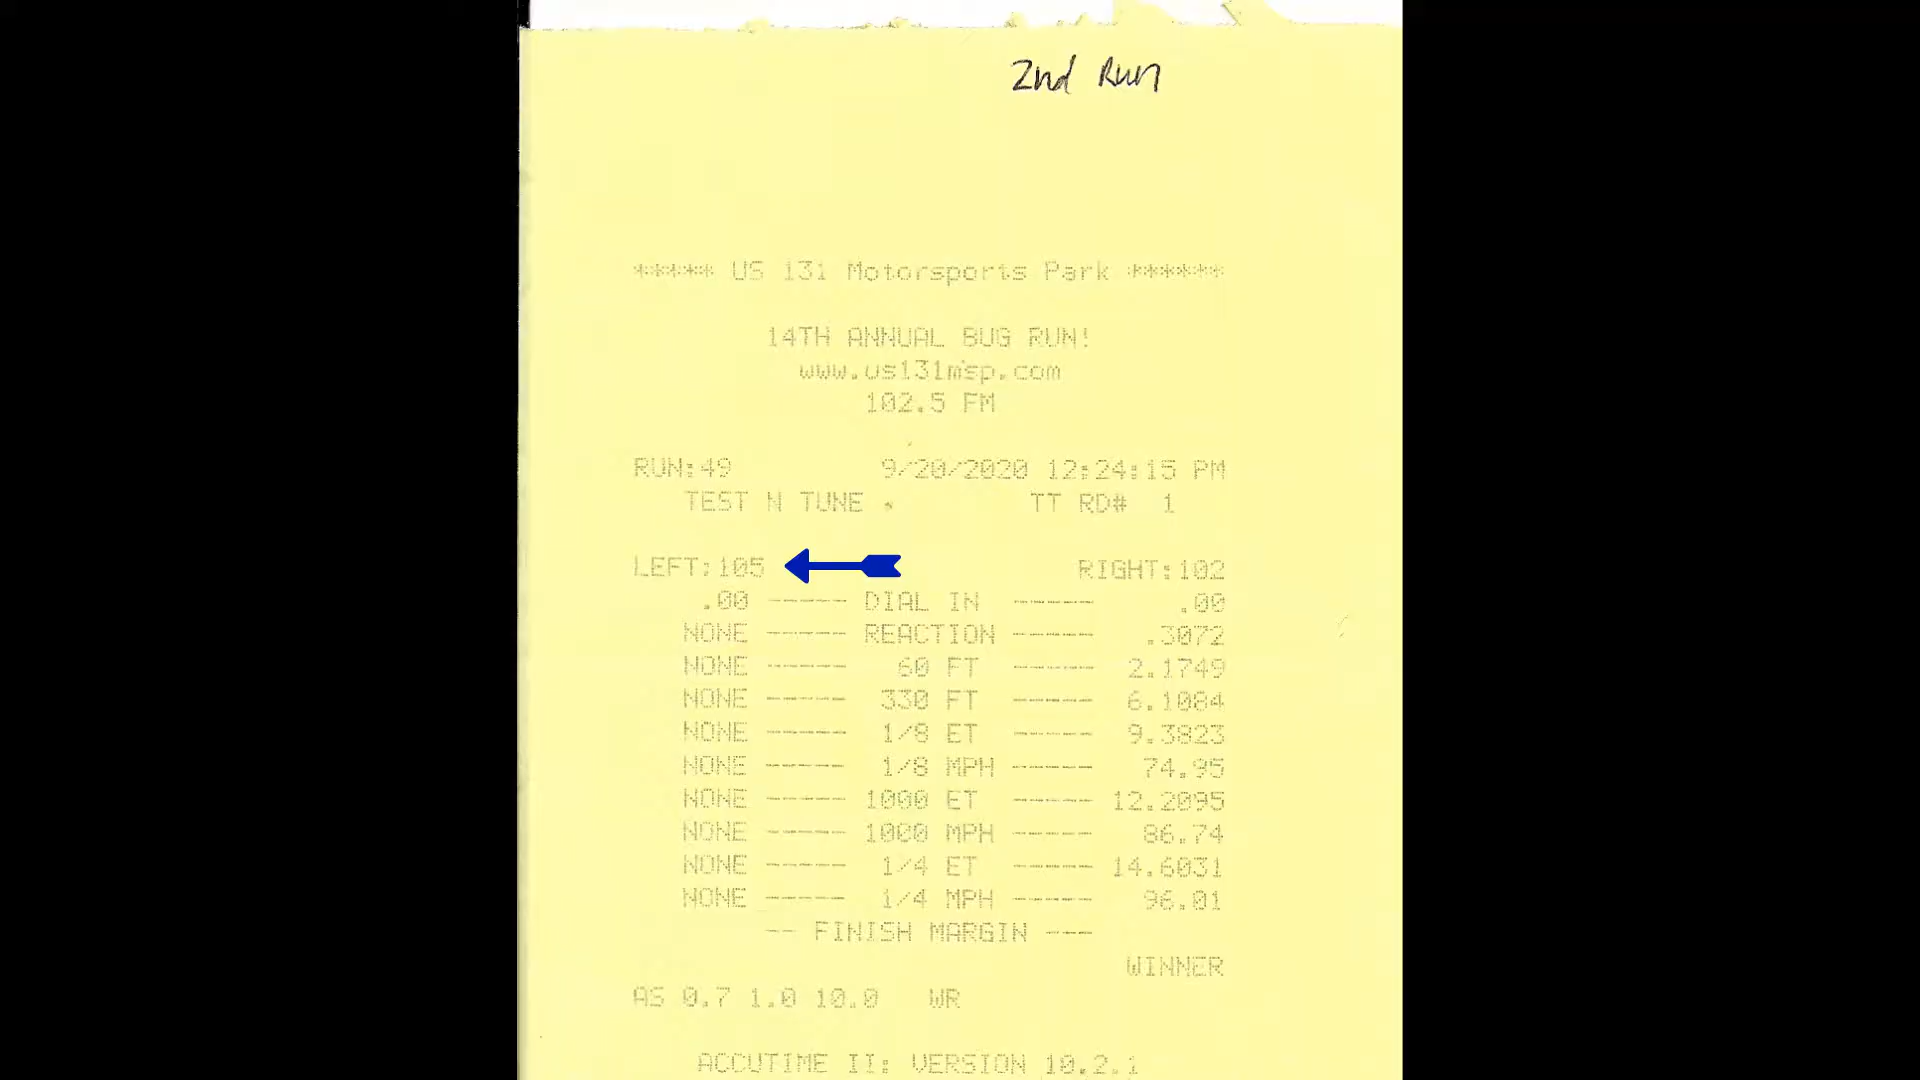 2nd Run
***** US 131 Motorsports Park ******
14TH ANNUAL BUG RUN!
www.us131msp.com
102.5 FM
RUN:49 9/20/2020 12:24:15 PM
TEST N TUNE TT RD# 1
LEFT:105 RIGHT:102
.00 ----- DIAL IN ----- .00
NONE ----- REACTION ----- .3072
NONE ----- 60 FT ----- 2.1749
NONE ----- 330 FT ----- 6.1084
NONE ----- 1/8 ET ----- 9.3823
NONE ----- 1/8 MPH ----- 74.95
NONE ----- 1000 ET ----- 12.2095
NONE ----- 1000 MPH ----- 86.74
NONE ----- 1/4 ET ----- 14.6031
NONE ----- 1/4 MPH ----- 96.01
-- FINISH MARGIN ---
WINNER
AS 0.7 1.0 10.0 WR
ACCUTIME II: VERSION 10.2.1